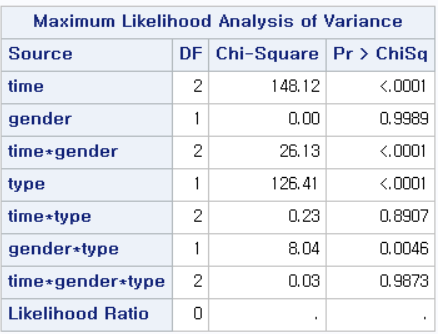 Maximum Likelihood Analysis of Variance
Source DF Chi-Square Pr > ChiSq
time 2 148.12 <.0001
gender 1 0.00 0.9989
time*gender 2 26.13 <.0001
type 1 126.41 <.0001
time*type 2 0.23 0.8907
gender*type 1 8.04 0.0046
time*gender*type 2 0.03 0.9873
Likelihood Ratio 0 . .